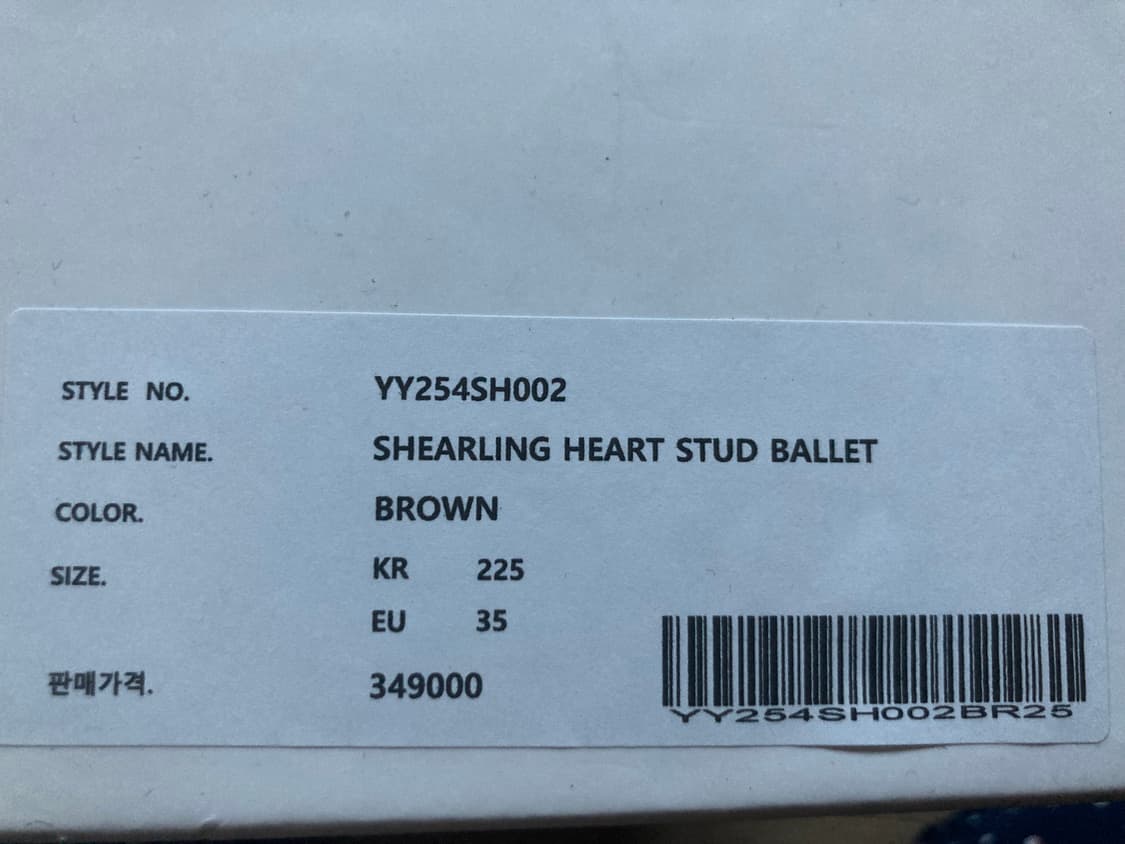 STYLE NO. YY254SH002
STYLE NAME. SHEARLING HEART STUD BALLET
COLOR. BROWN
SIZE. KR 225
EU 35
판매가격. 349000
YY254SH002BR25